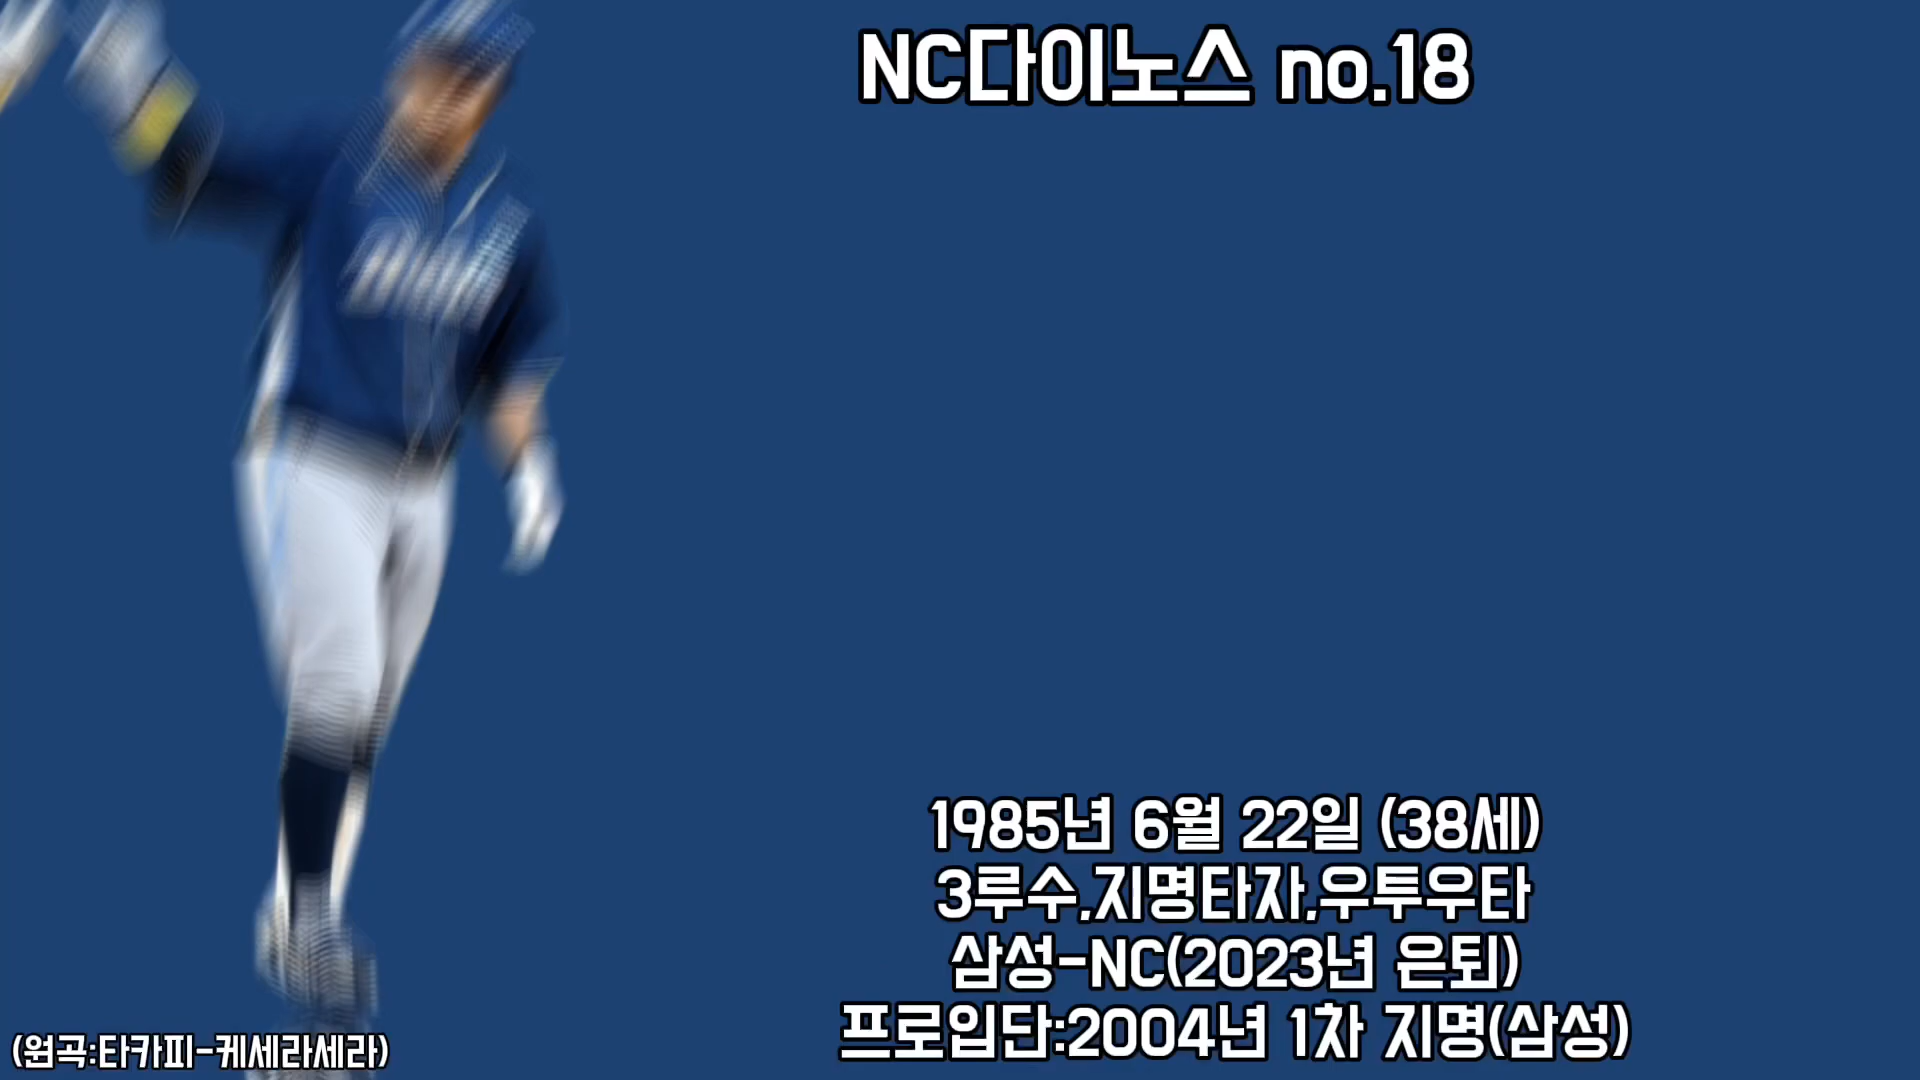 NC다이노스 no.18
1985년 6월 22일 (38세)
3루수,지명타자,우투우타
삼성-NC(2023년 은퇴)
프로입단:2004년 1차 지명(삼성)
(원곡:타카피-케세라세라)